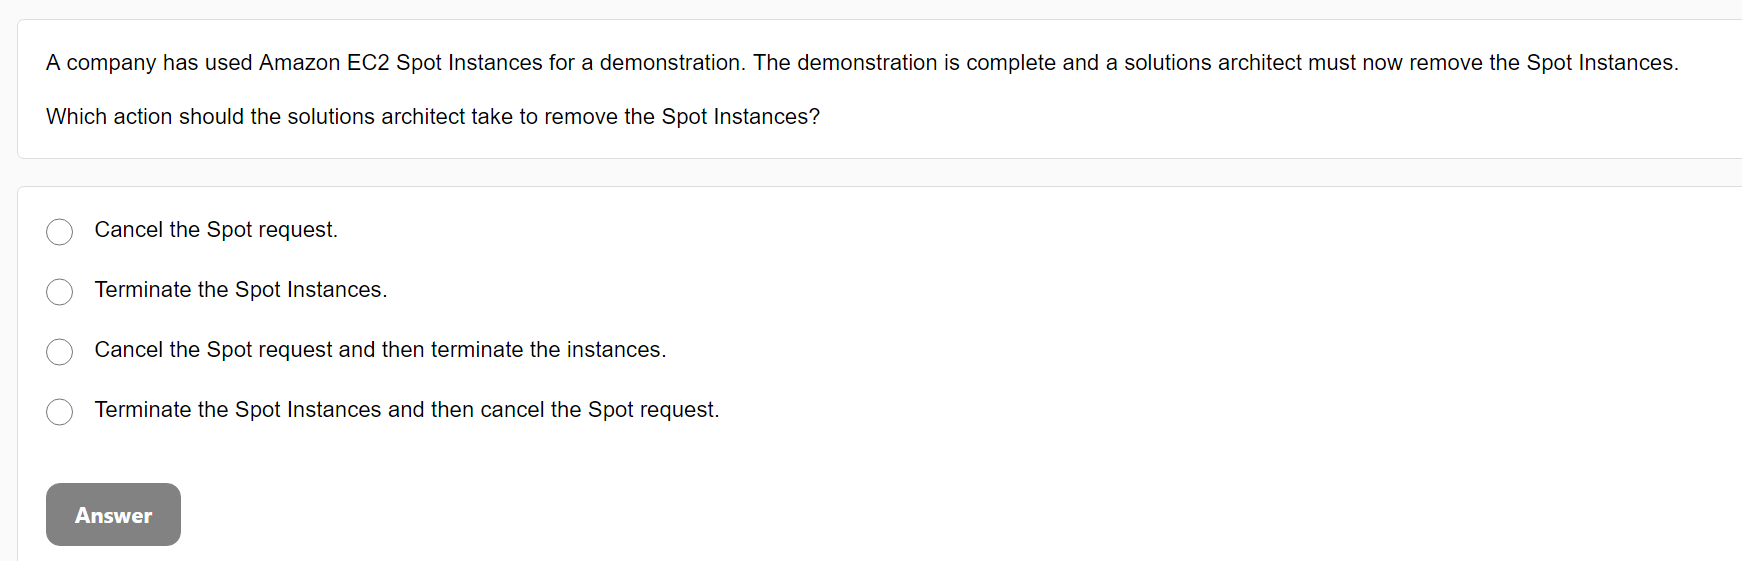 A company has used Amazon EC2 Spot Instances for a demonstration. The demonstration is complete and a solutions architect must now remove the Spot Instances.
Which action should the solutions architect take to remove the Spot Instances?
Cancel the Spot request.
Terminate the Spot Instances.
Cancel the Spot request and then terminate the instances.
Terminate the Spot Instances and then cancel the Spot request.
Answer